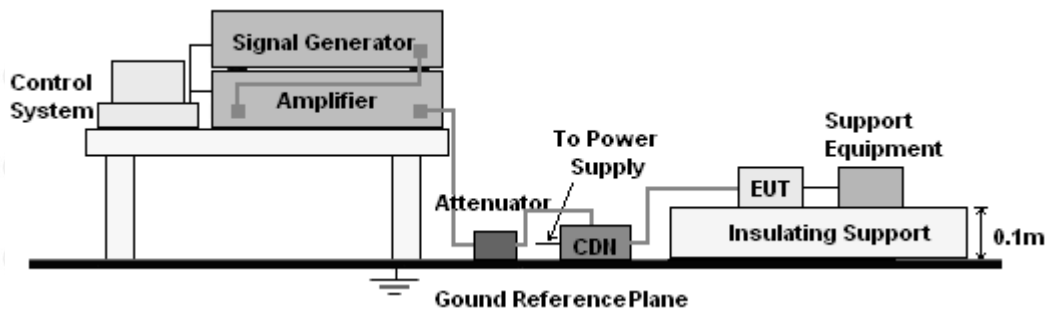 Signal Generator
Control
System
Amplifier
To Power
Supply
Support
Equipment
Attenuator
EUT
CDN
Insulating Support
0.1m
Gound Reference Plane